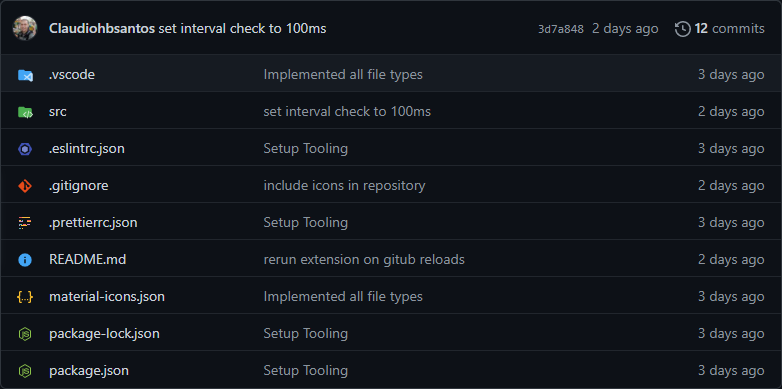 Claudiohbsantos set interval check to 100ms 3d7a848 2 days ago 12 commits
.vscode Implemented all file types 3 days ago
src set interval check to 100ms 2 days ago
.eslintrc.json Setup Tooling 3 days ago
.gitignore include icons in repository 2 days ago
.prettierrc.json Setup Tooling 3 days ago
README.md rerun extension on gitub reloads 2 days ago
material-icons.json Implemented all file types 3 days ago
package-lock.json Setup Tooling 3 days ago
package.json Setup Tooling 3 days ago